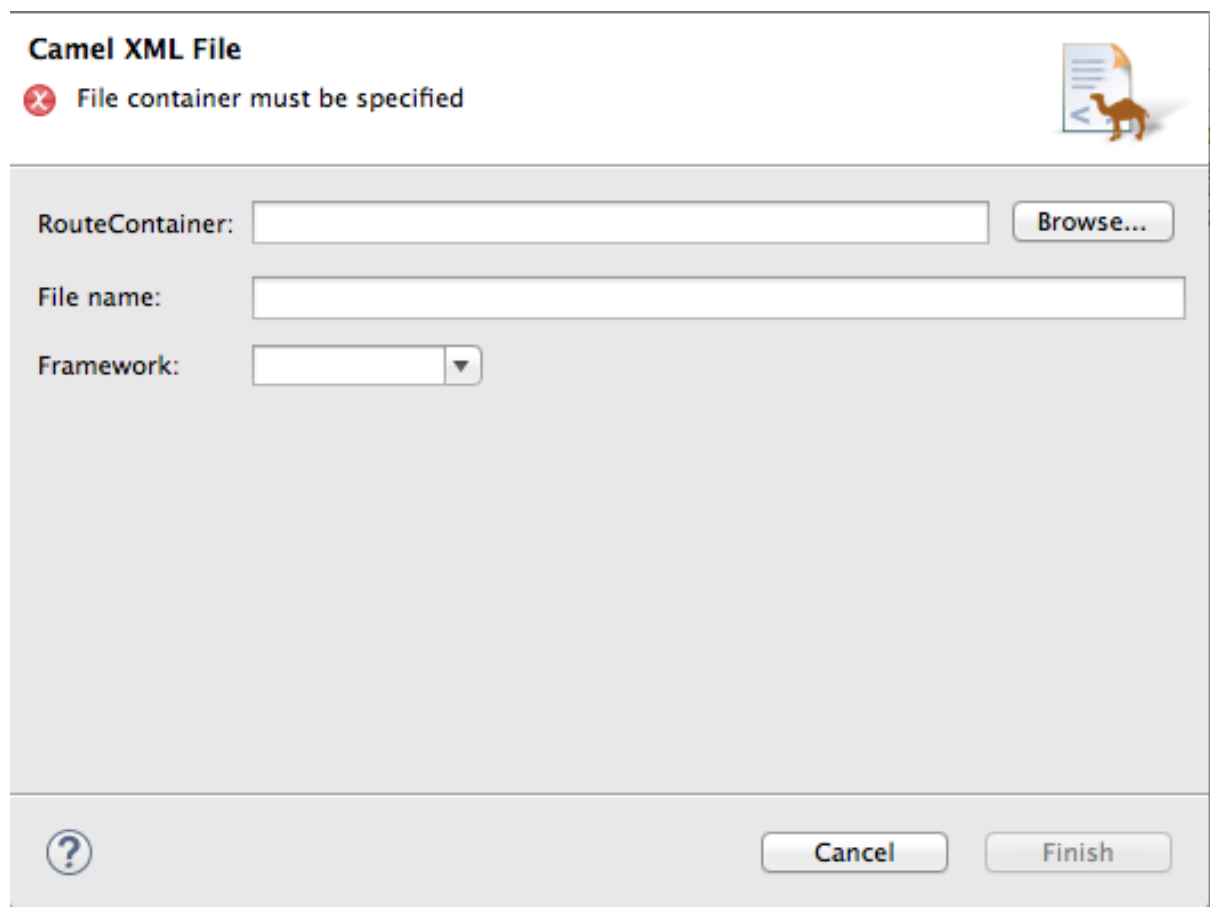 Camel XML File
File container must be specified
RouteContainer:
Browse...
File name:
Framework:
Cancel
Finish